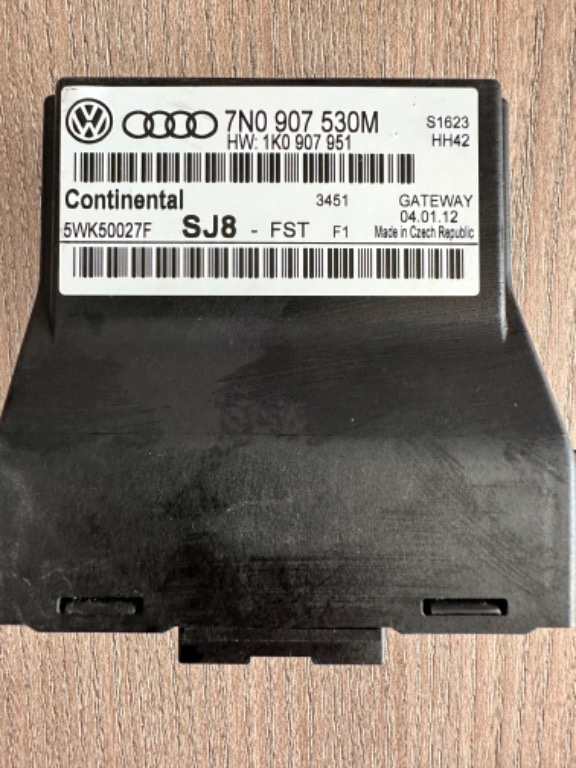 7N0 907 530M S1623
HW: 1K0 907 951 HH42
Continental 3451 GATEWAY
04.01.12
5WK50027F SJ8 - FST F1 Made in Czech Republic